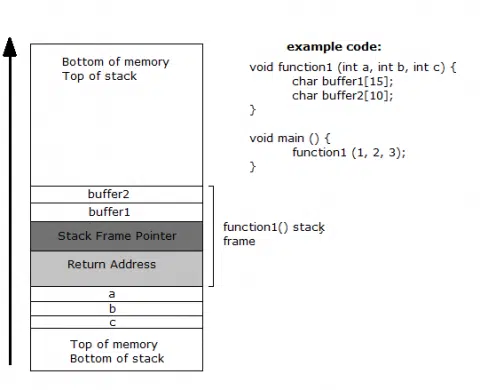 Bottom of memory
Top of stack
buffer2
buffer1
Stack Frame Pointer
Return Address
a
b
c
Top of memory
Bottom of stack
function1() stack
frame
example code:
void function1 (int a, int b, int c) {
char buffer1[15];
char buffer2[10];
}
void main () {
function1 (1, 2, 3);
}